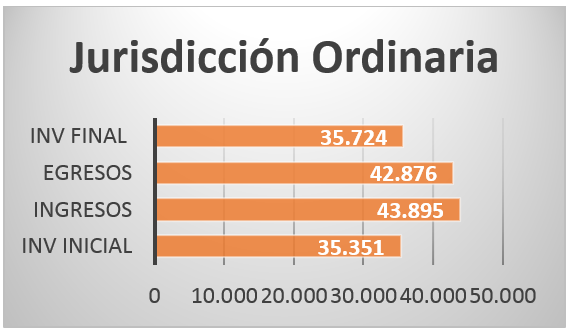 Jurisdicción Ordinaria
INV FINAL 35.724
EGRESOS 42.876
INGRESOS 43.895
INV INICIAL 35.351
0 10.000 20.000 30.000 40.000 50.000